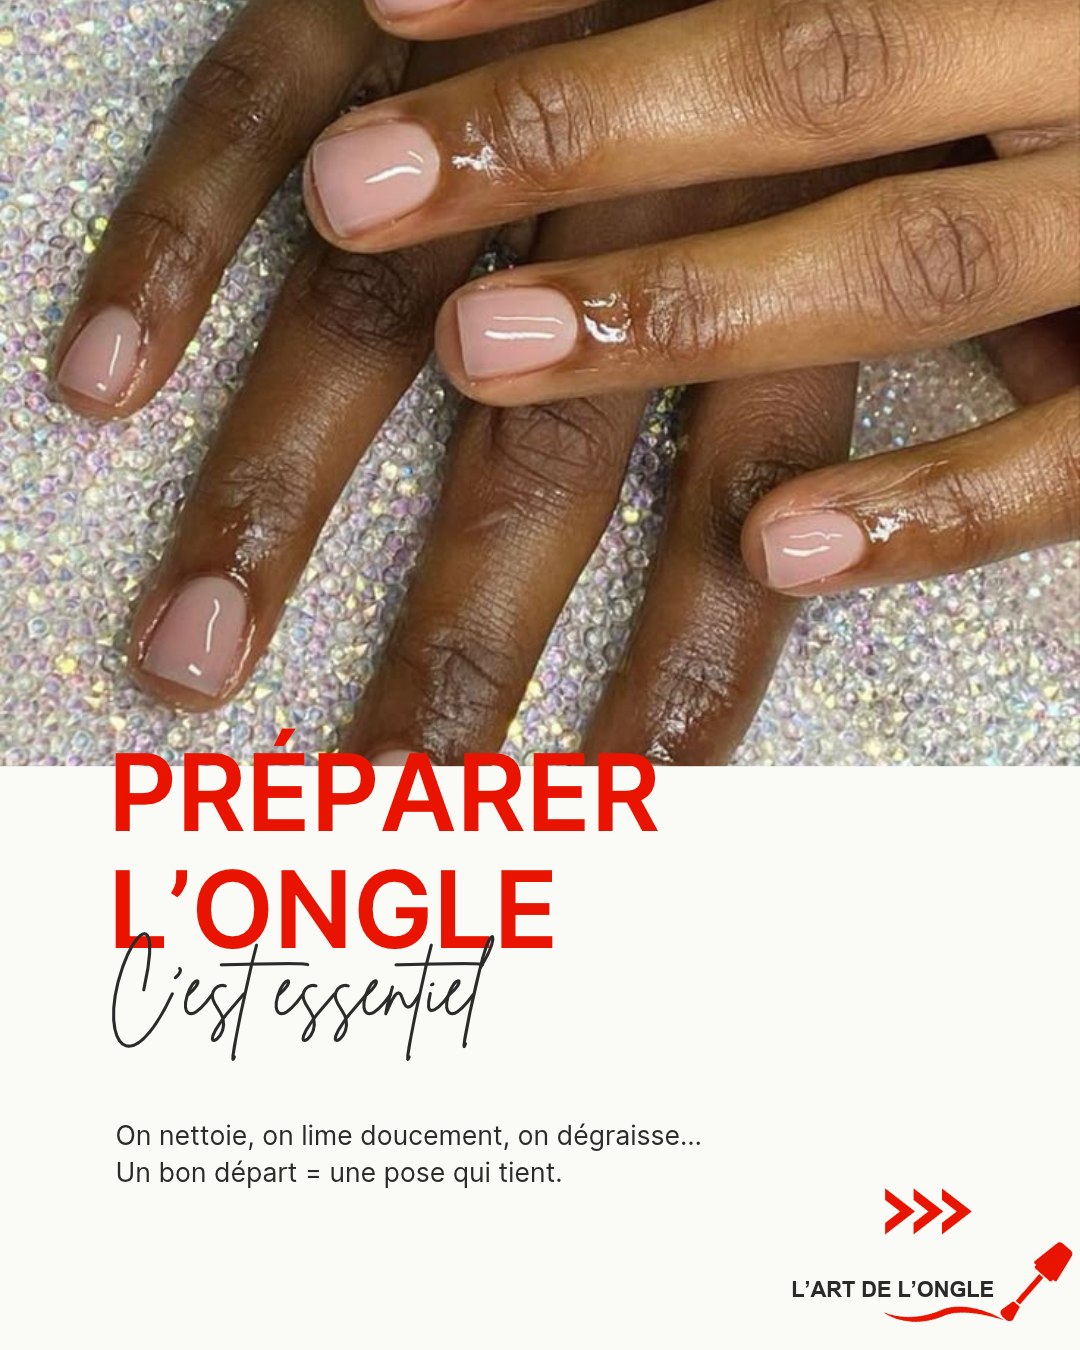 PRÉPARER
L’ONGLE
C’est essentiel
On nettoie, on lime doucement, on dégraisse...
Un bon départ = une pose qui tient.
L’ART DE L’ONGLE